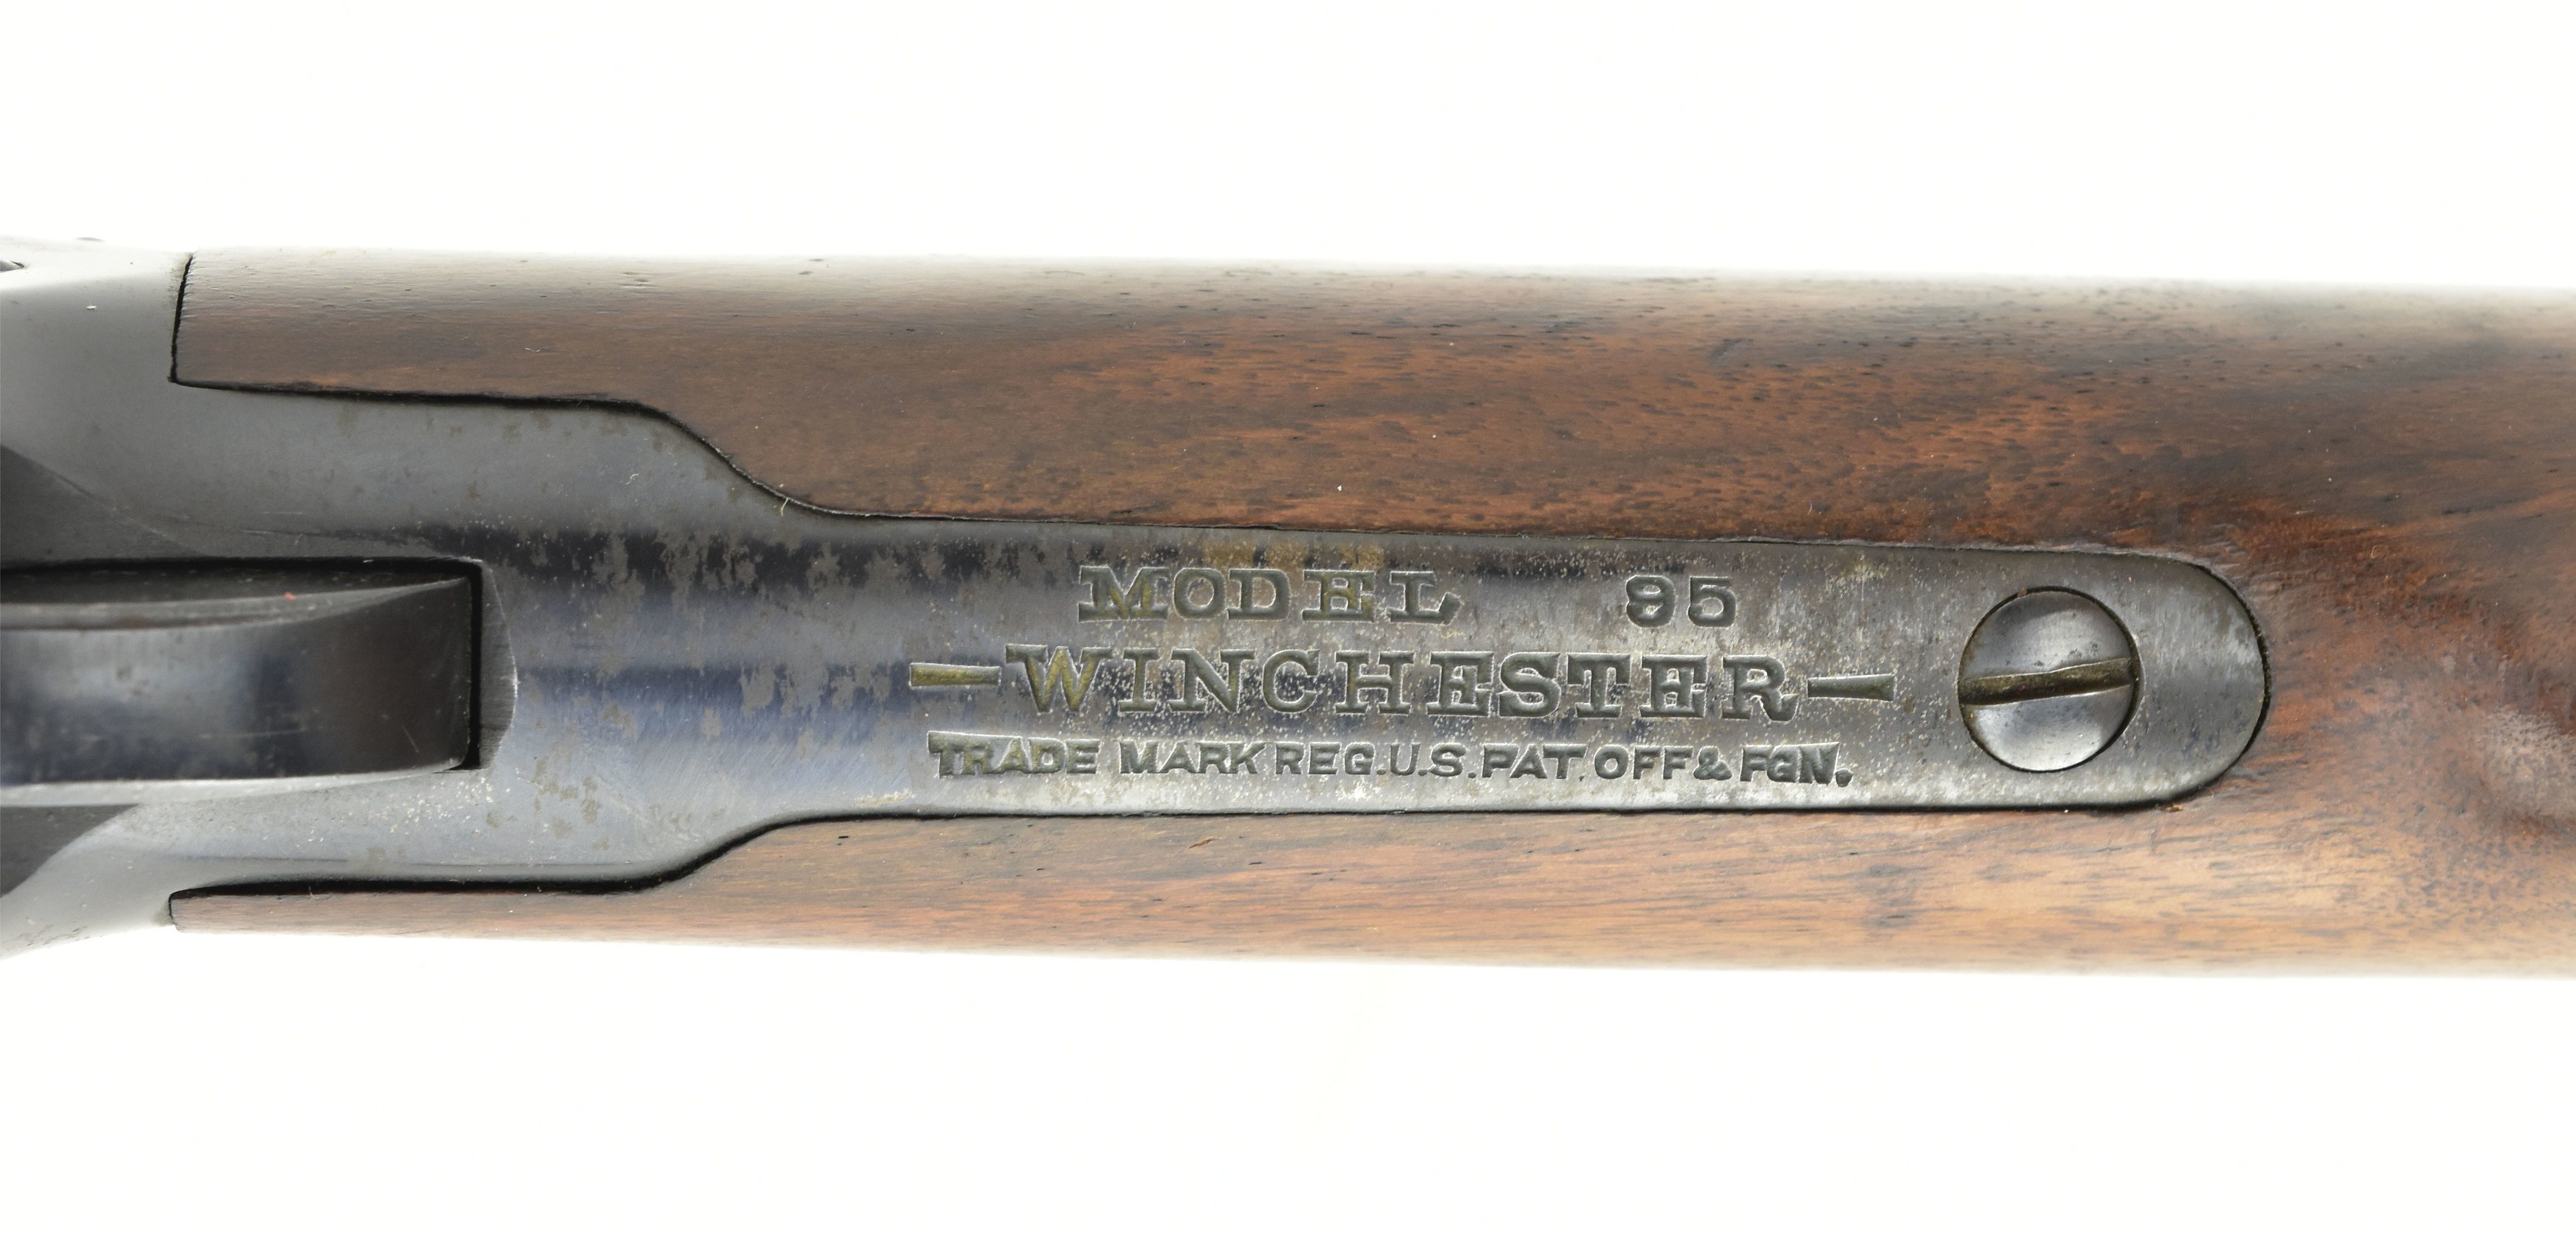 MODEL 95
–WINCHESTER–
TRADE MARK REG.U.S.PAT.OFF & FGN.